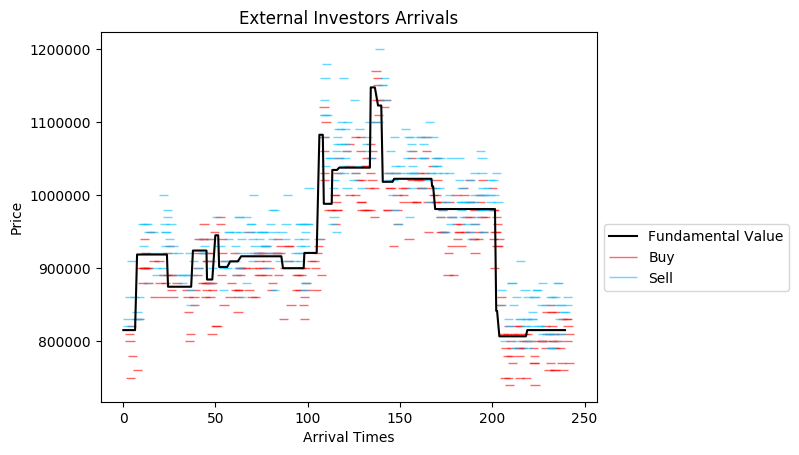 External Investors Arrivals
1200000
1100000
1000000
900000
800000
Price
0 50 100 150 200 250
Arrival Times
Fundamental Value
Buy
Sell